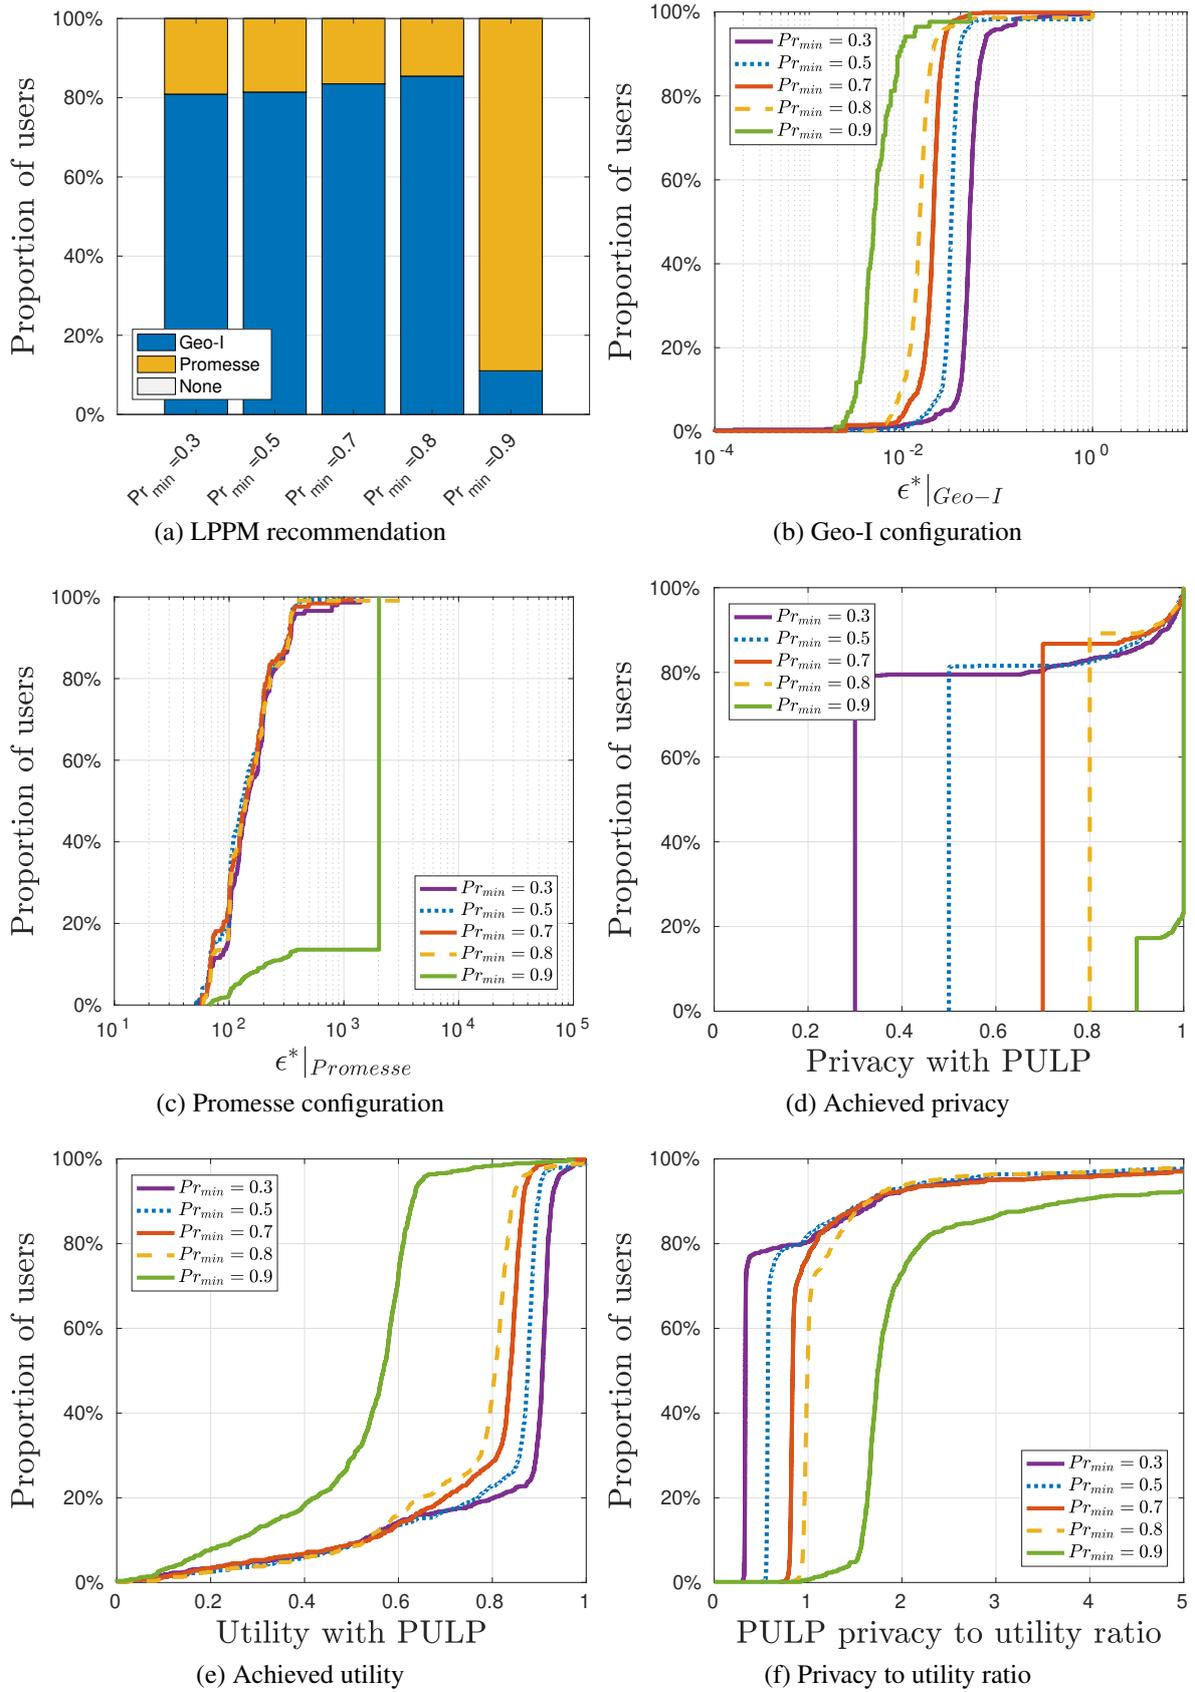 100%
80%
60%
40%
20%
0%
Proportion of users
Geo-I
Promesse
None
Pr min =0.3
Pr min =0.5
Pr min =0.7
Pr min =0.8
Pr min =0.9
(a) LPPM recommendation
100%
80%
60%
40%
20%
0%
Proportion of users
Pr_min = 0.3
Pr_min = 0.5
Pr_min = 0.7
Pr_min = 0.8
Pr_min = 0.9
10^-4 10^-2 10^0
ϵ*|Geo−I
(b) Geo-I configuration
100%
80%
60%
40%
20%
0%
Proportion of users
Pr_min = 0.3
Pr_min = 0.5
Pr_min = 0.7
Pr_min = 0.8
Pr_min = 0.9
10^1 10^2 10^3 10^4 10^5
ϵ*|Promesse
(c) Promesse configuration
100%
80%
60%
40%
20%
0%
Proportion of users
Pr_min = 0.3
Pr_min = 0.5
Pr_min = 0.7
Pr_min = 0.8
Pr_min = 0.9
0 0.2 0.4 0.6 0.8 1
Privacy with PULP
(d) Achieved privacy
100%
80%
60%
40%
20%
0%
Proportion of users
Pr_min = 0.3
Pr_min = 0.5
Pr_min = 0.7
Pr_min = 0.8
Pr_min = 0.9
0 0.2 0.4 0.6 0.8 1
Utility with PULP
(e) Achieved utility
100%
80%
60%
40%
20%
0%
Proportion of users
Pr_min = 0.3
Pr_min = 0.5
Pr_min = 0.7
Pr_min = 0.8
Pr_min = 0.9
0 1 2 3 4 5
PULP privacy to utility ratio
(f) Privacy to utility ratio